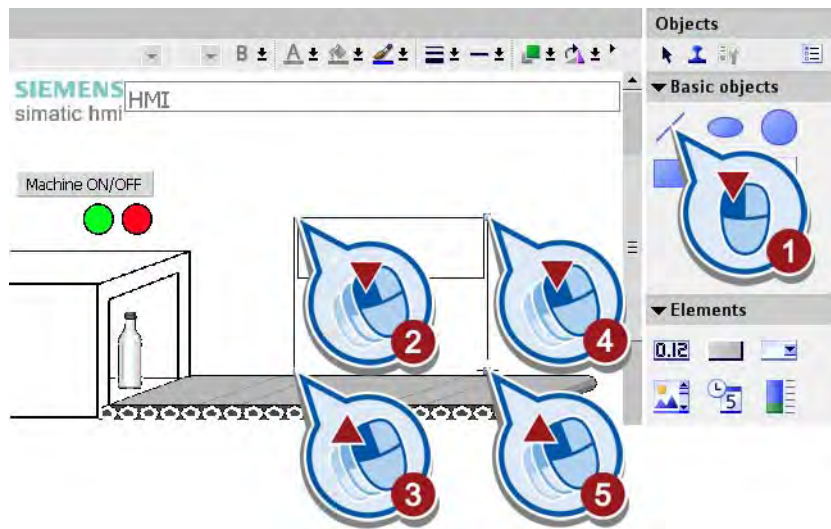 Objects
B A
SIEMENS
simatic hmi
HMI
Basic objects
Machine ON/OFF
1
2
4
Elements
0.12
5
3
5